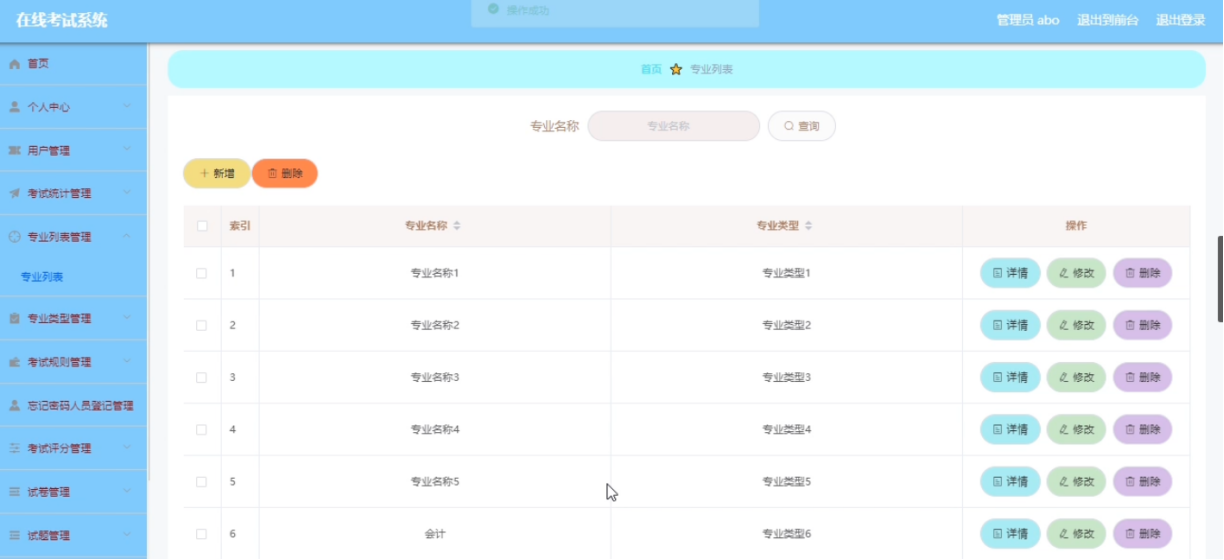 在线考试系统
操作成功
管理员 abo 退出到前台 退出登录
首页
个人中心
用户管理
考试统计管理
专业列表管理
专业列表
专业类型管理
考试规则管理
忘记密码人员登记管理
考试评分管理
试卷管理
试题管理
首页 专业列表
专业名称 专业名称 查询
新增 删除
索引 专业名称 专业类型 操作
1 专业名称1 专业类型1 详情 修改 删除
2 专业名称2 专业类型2 详情 修改 删除
3 专业名称3 专业类型3 详情 修改 删除
4 专业名称4 专业类型4 详情 修改 删除
5 专业名称5 专业类型5 详情 修改 删除
6 会计 专业类型6 详情 修改 删除